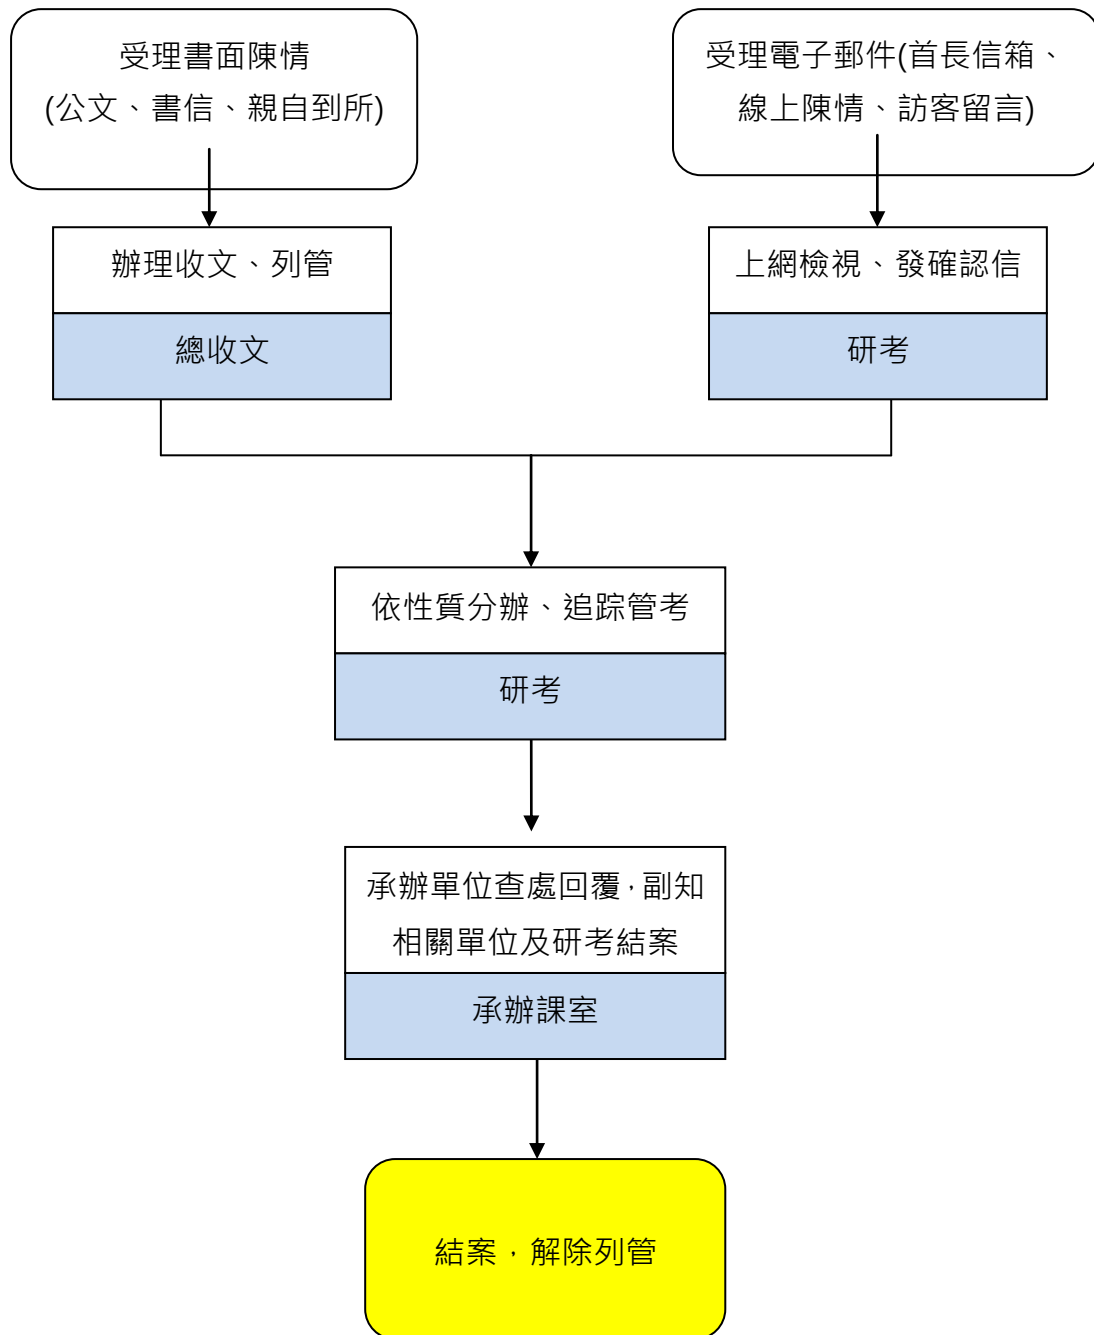 受理書面陳情
(公文、書信、親自到所)
受理電子郵件(首長信箱、
線上陳情、訪客留言)
辦理收文、列管
總收文
上網檢視、發確認信
研考
依性質分辦、追踪管考
研考
承辦單位查處回覆，副知
相關單位及研考結案
承辦課室
結案，解除列管